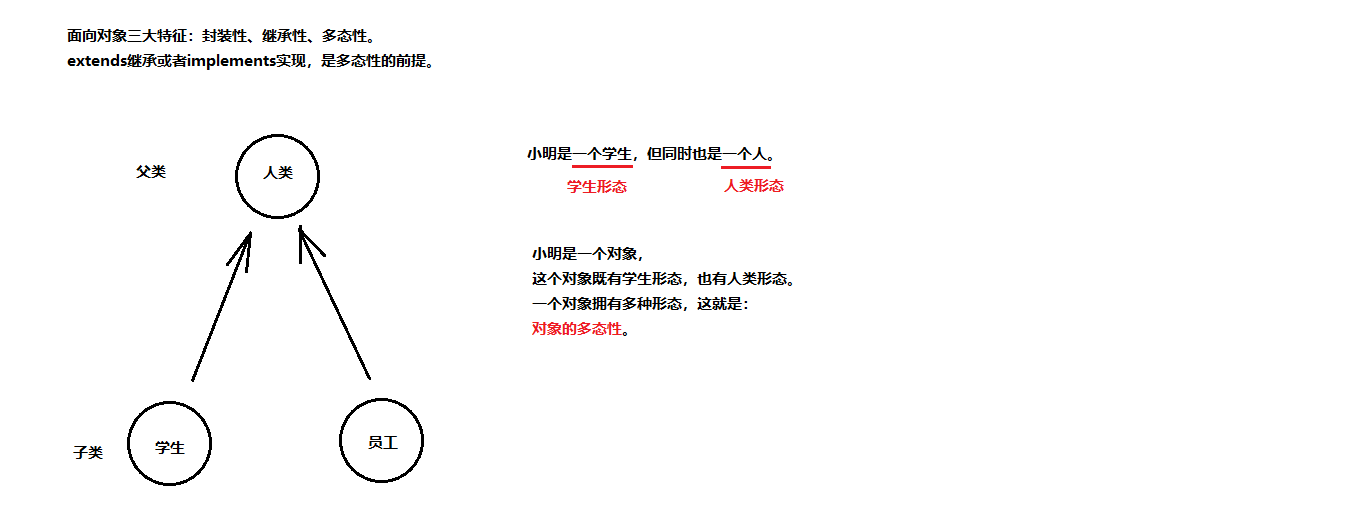 面向对象三大特征：封装性、继承性、多态性。
extends继承或者implements实现，是多态性的前提。
父类
人类
小明是一个学生，但同时也是一个人。
学生形态
人类形态
小明是一个对象，
这个对象既有学生形态，也有人类形态。
一个对象拥有多种形态，这就是：
对象的多态性。
子类
学生
员工